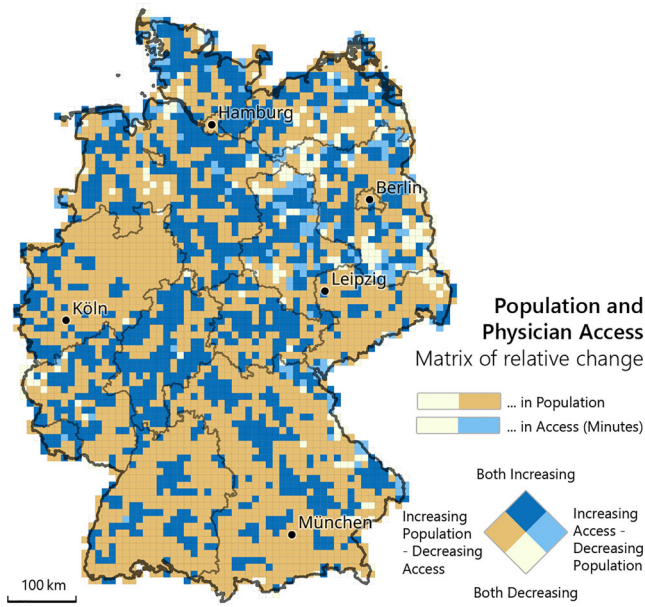 Hamburg
Berlin
Leipzig
Köln
München
Population and
Physician Access
Matrix of relative change
... in Population
... in Access (Minutes)
Both Increasing
Increasing
Population
- Decreasing
Access
Increasing
Access -
Decreasing
Population
Both Decreasing
100 km